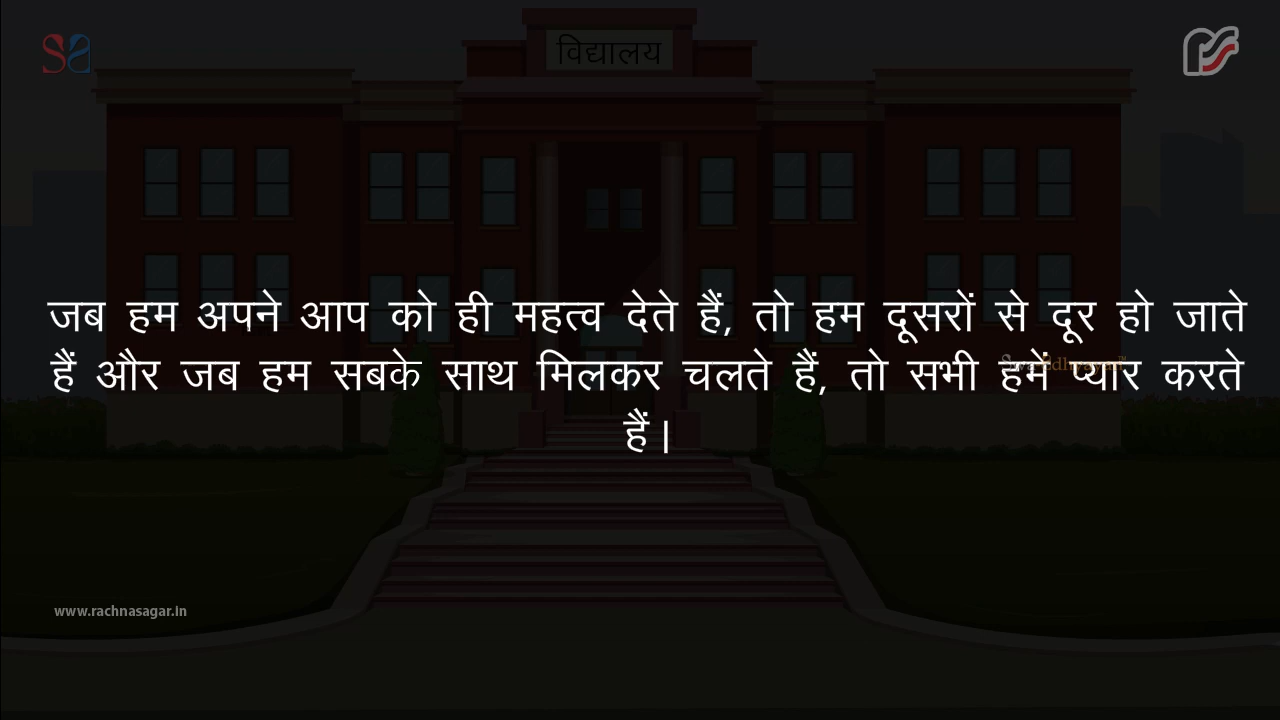 विद्यालय
जब हम अपने आप को ही महत्व देते हैं, तो हम दूसरों से दूर हो जाते
हैं और जब हम सबके साथ मिलकर चलते हैं, तो सभी हमें प्यार करते
हैं।
www.rachnasagar.in